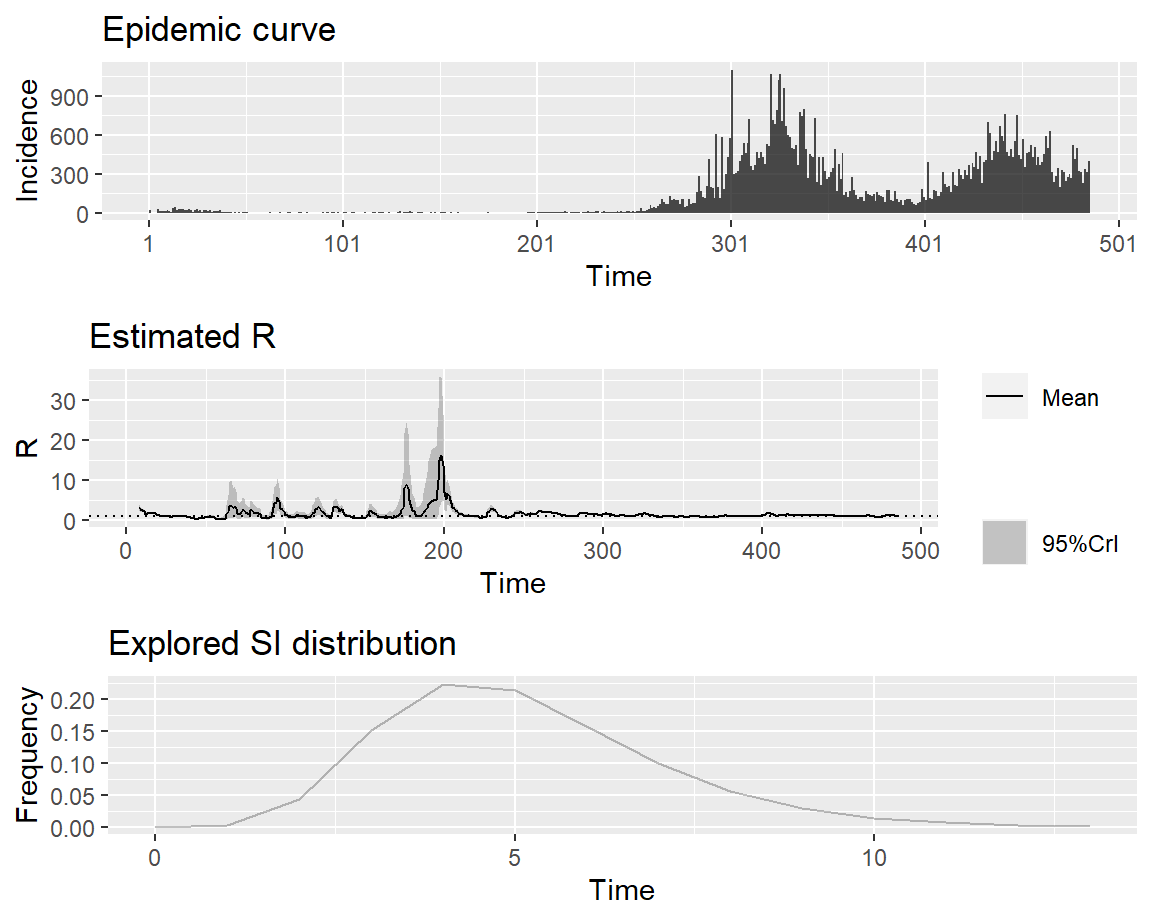 Epidemic curve
Incidence
900
600
300
0
1 101 201 301 401 501
Time
Estimated R
R
30
20
10
0
0 100 200 300 400 500
Time
Mean
95%CrI
Explored SI distribution
Frequency
0.20
0.15
0.10
0.05
0.00
0 5 10
Time